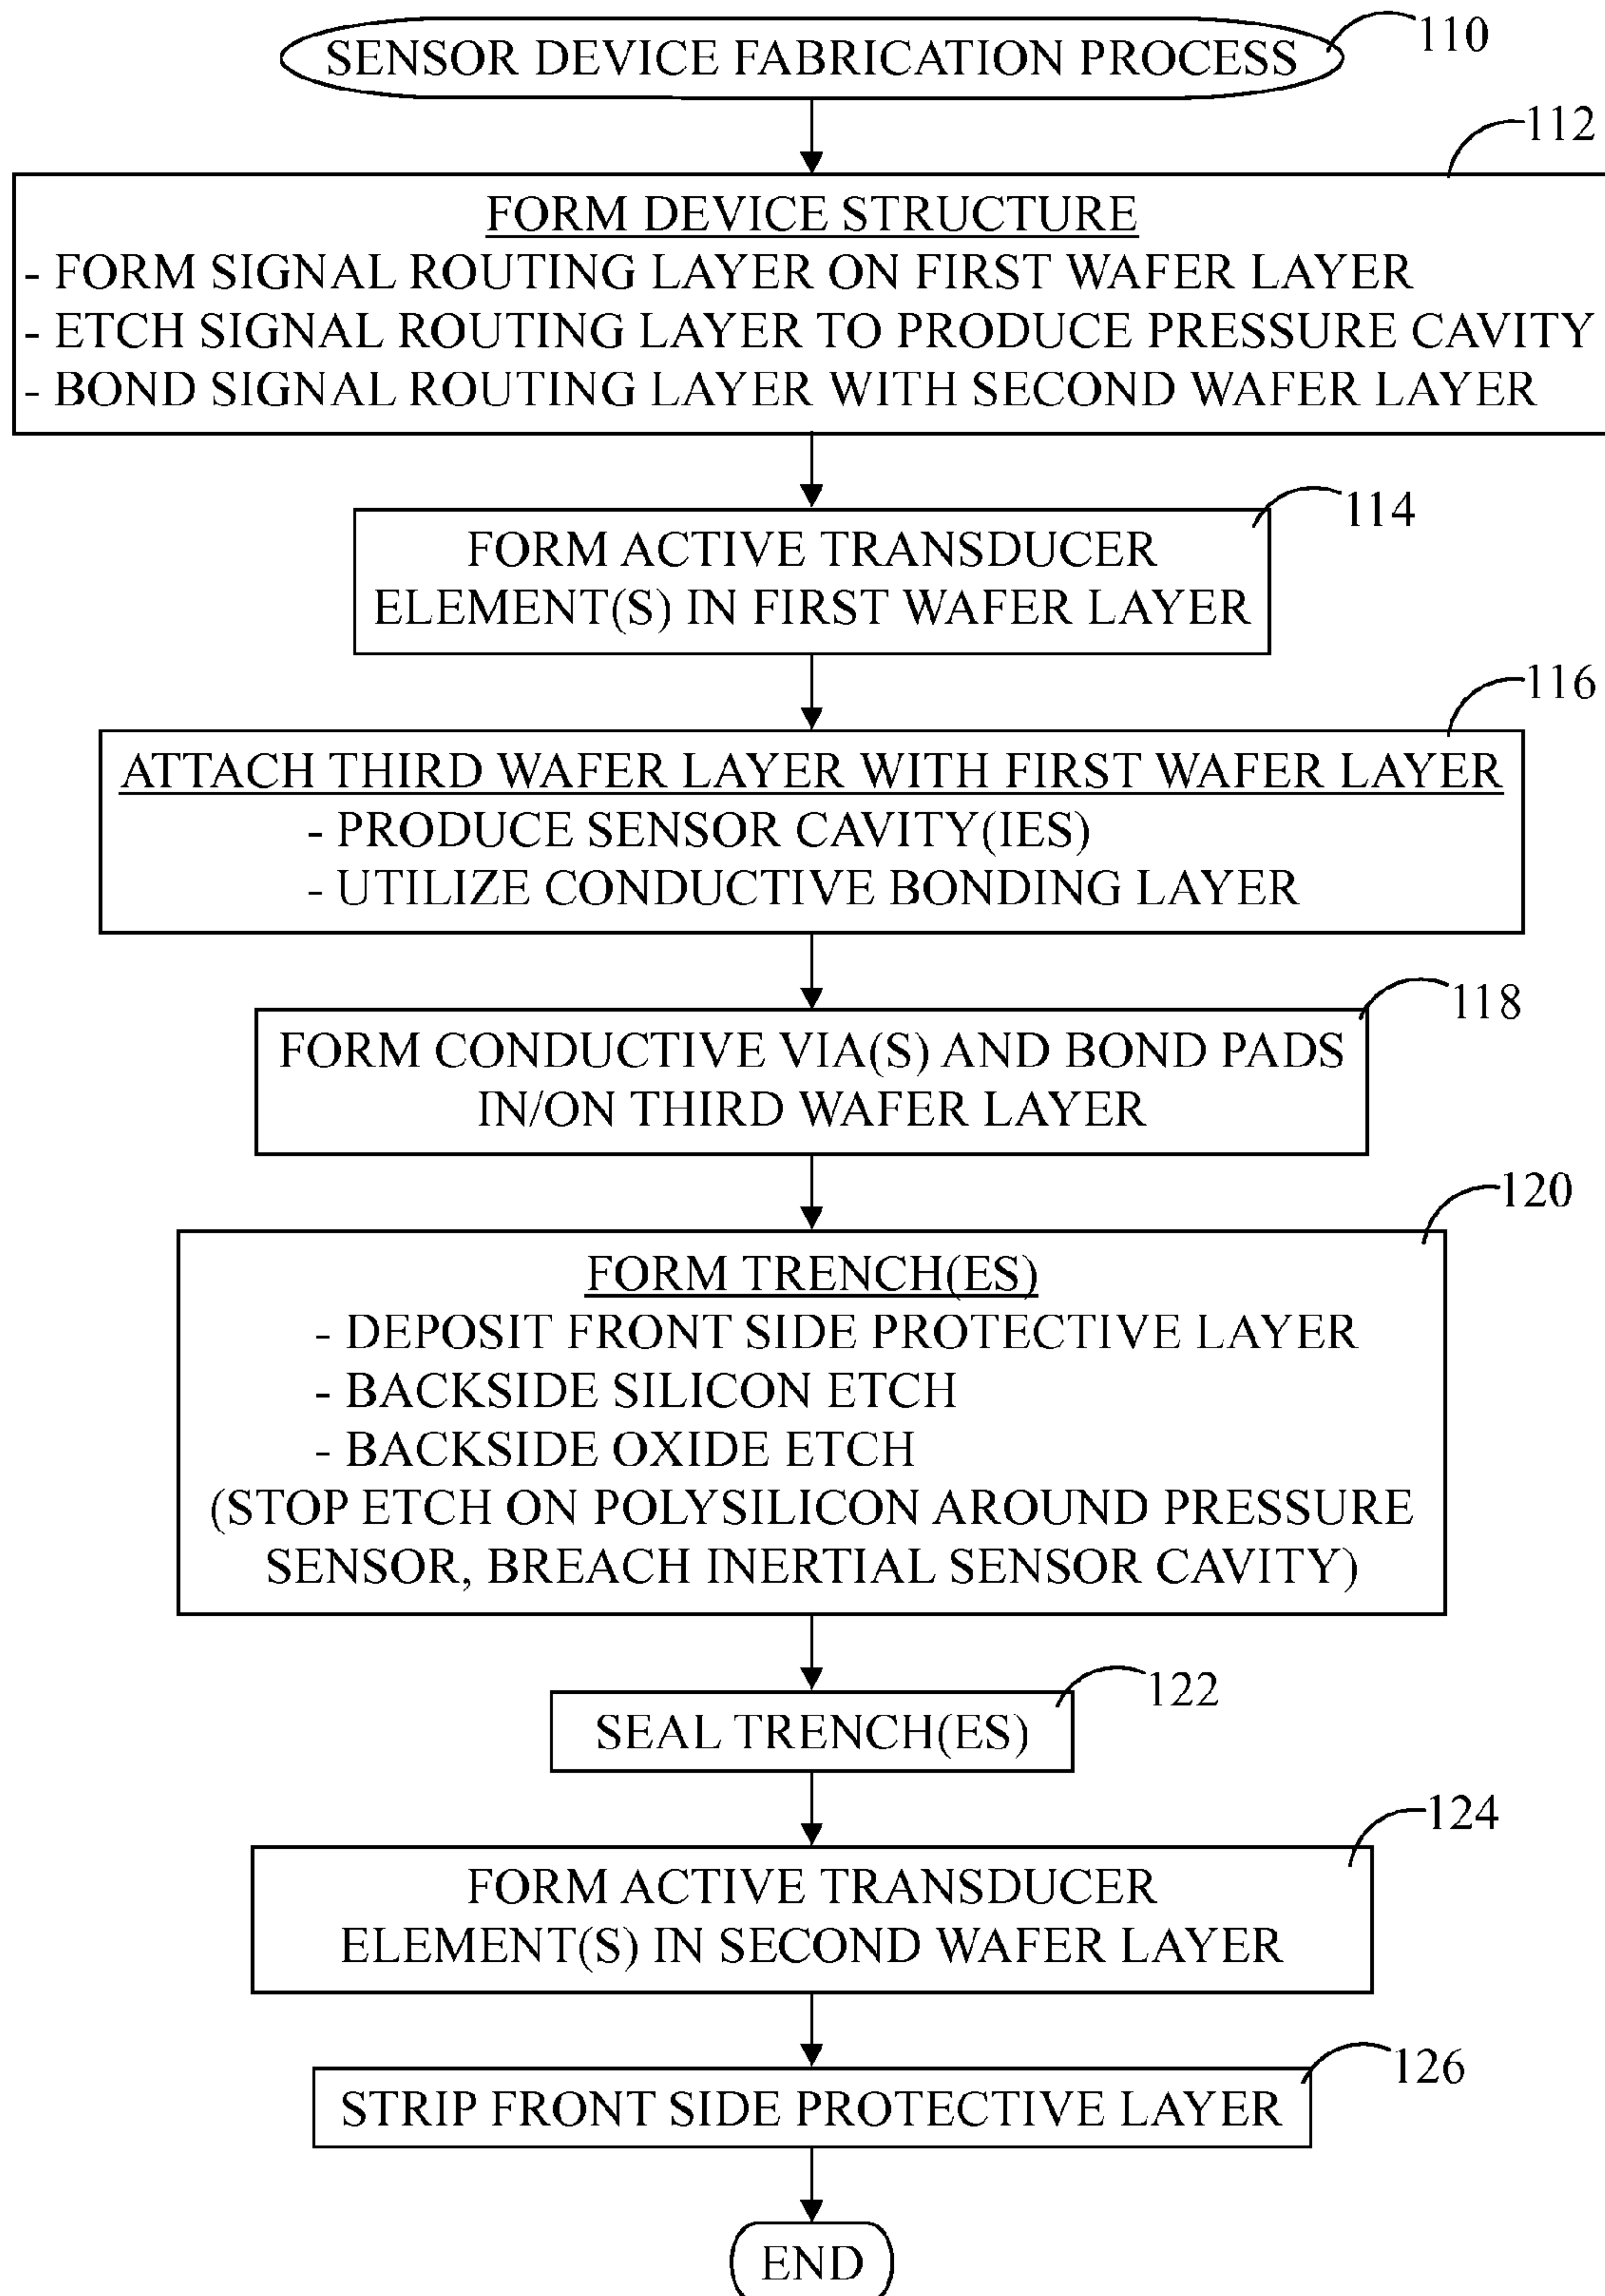 SENSOR DEVICE FABRICATION PROCESS
110
112
FORM DEVICE STRUCTURE
- FORM SIGNAL ROUTING LAYER ON FIRST WAFER LAYER
- ETCH SIGNAL ROUTING LAYER TO PRODUCE PRESSURE CAVITY
- BOND SIGNAL ROUTING LAYER WITH SECOND WAFER LAYER
114
FORM ACTIVE TRANSDUCER
ELEMENT(S) IN FIRST WAFER LAYER
116
ATTACH THIRD WAFER LAYER WITH FIRST WAFER LAYER
- PRODUCE SENSOR CAVITY(IES)
- UTILIZE CONDUCTIVE BONDING LAYER
118
FORM CONDUCTIVE VIA(S) AND BOND PADS
IN/ON THIRD WAFER LAYER
120
FORM TRENCH(ES)
- DEPOSIT FRONT SIDE PROTECTIVE LAYER
- BACKSIDE SILICON ETCH
- BACKSIDE OXIDE ETCH
(STOP ETCH ON POLYSILICON AROUND PRESSURE
SENSOR, BREACH INERTIAL SENSOR CAVITY)
122
SEAL TRENCH(ES)
124
FORM ACTIVE TRANSDUCER
ELEMENT(S) IN SECOND WAFER LAYER
126
STRIP FRONT SIDE PROTECTIVE LAYER
END